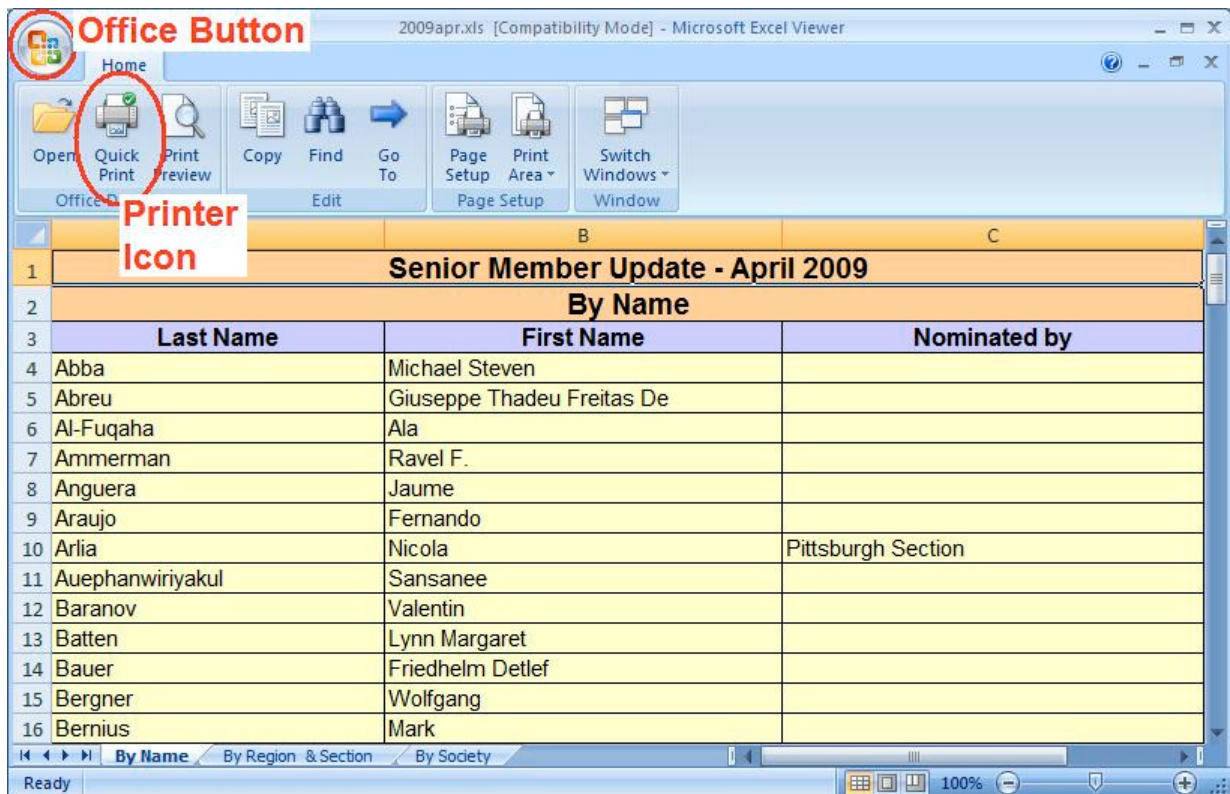 Office Button
2009apr.xls [Compatibility Mode] - Microsoft Excel Viewer
Home
Open
Quick Print
Print Preview
Copy
Find
Go To
Page Setup
Print Area
Switch Windows
Office
Edit
Page Setup
Window
Printer Icon
B C
1 Senior Member Update - April 2009
2 By Name
3 Last Name First Name Nominated by
4 Abba Michael Steven
5 Abreu Giuseppe Thadeu Freitas De
6 Al-Fuqaha Ala
7 Ammerman Ravel F.
8 Anguera Jaume
9 Araujo Fernando
10 Arlia Nicola Pittsburgh Section
11 Auephanwiriyakul Sansanee
12 Baranov Valentin
13 Batten Lynn Margaret
14 Bauer Friedhelm Detlef
15 Bergner Wolfgang
16 Bernius Mark
By Name By Region & Section By Society
Ready 100%